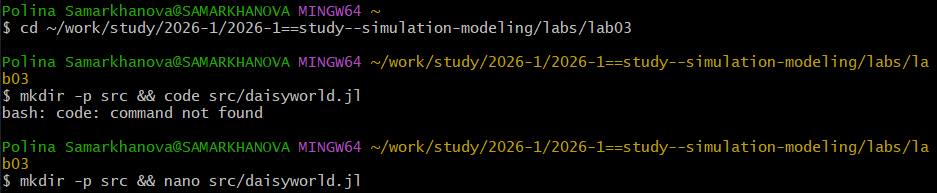 Polina Samarkhanova@SAMARKHANOVA MINGW64 ~
$ cd ~/work/study/2026-1/2026-1==study--simulation-modeling/labs/lab03
Polina Samarkhanova@SAMARKHANOVA MINGW64 ~/work/study/2026-1/2026-1==study--simulation-modeling/labs/la
b03
$ mkdir -p src && code src/daisyworld.jl
bash: code: command not found
Polina Samarkhanova@SAMARKHANOVA MINGW64 ~/work/study/2026-1/2026-1==study--simulation-modeling/labs/la
b03
$ mkdir -p src && nano src/daisyworld.jl